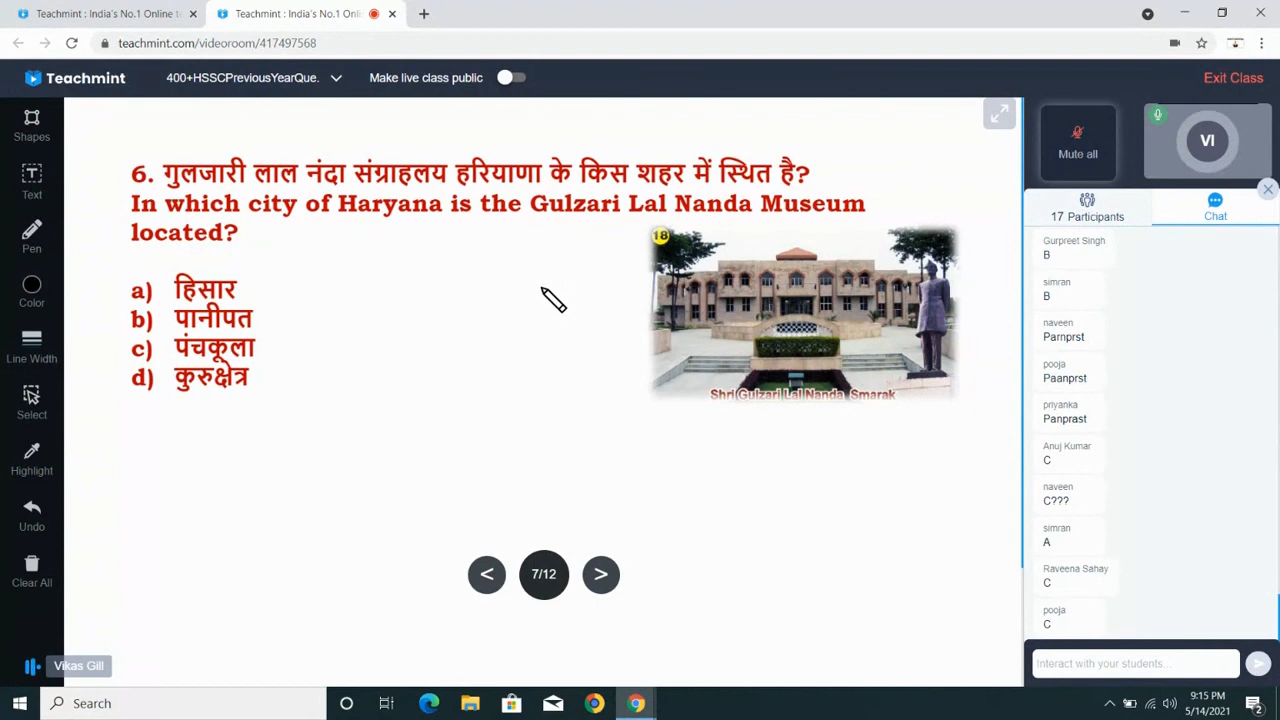 Teachmint : India's No.1 Online t
Teachmint : India's No.1 Onli
teachmint.com/videoroom/417497568
Teachmint
400+HSSCPreviousYearQue.
Make live class public
Exit Class
Shapes
Text
Pen
Color
Line Width
Select
Highlight
Undo
Clear All
6. गुलजारी लाल नंदा संग्राहलय हरियाणा के किस शहर में स्थित है?
In which city of Haryana is the Gulzari Lal Nanda Museum
located?
a) हिसार
b) पानीपत
c) पंचकूला
d) कुरुक्षेत्र
18
Shri Gulzari Lal Nanda Smarak
< 7/12 >
Vikas Gill
Mute all
VI
17 Participants
Chat
Gurpreet Singh
B
simran
B
naveen
Parnprst
pooja
Paanprst
priyanka
Panprast
Anuj Kumar
C
naveen
C???
simran
A
Raveena Sahay
C
pooja
C
Interact with your students...
Search
9:15 PM
5/14/2021
2